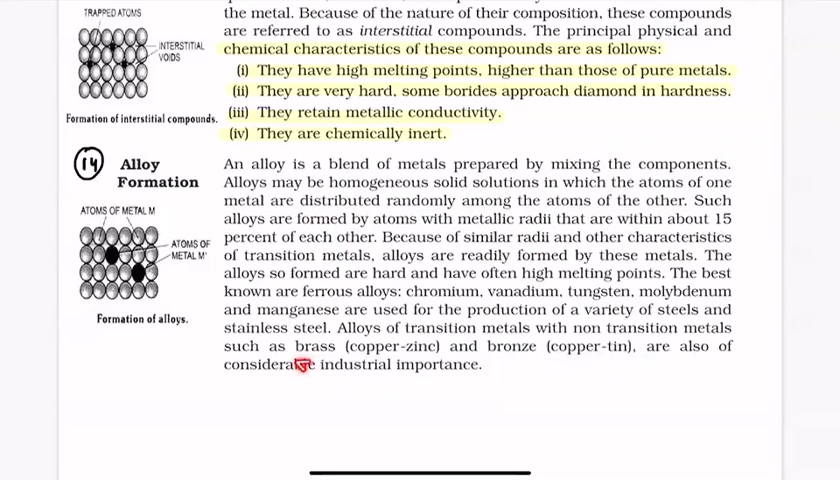 the metal. Because of the nature of their composition, these compounds
are referred to as interstitial compounds. The principal physical and
chemical characteristics of these compounds are as follows:
(i) They have high melting points, higher than those of pure metals.
(ii) They are very hard, some borides approach diamond in hardness.
(iii) They retain metallic conductivity.
(iv) They are chemically inert.
TRAPPED ATOMS
INTERSTITIAL
VOIDS
Formation of interstitial compounds.
14
Alloy
Formation
An alloy is a blend of metals prepared by mixing the components.
Alloys may be homogeneous solid solutions in which the atoms of one
metal are distributed randomly among the atoms of the other. Such
alloys are formed by atoms with metallic radii that are within about 15
percent of each other. Because of similar radii and other characteristics
of transition metals, alloys are readily formed by these metals. The
alloys so formed are hard and have often high melting points. The best
known are ferrous alloys: chromium, vanadium, tungsten, molybdenum
and manganese are used for the production of a variety of steels and
stainless steel. Alloys of transition metals with non transition metals
such as brass (copper-zinc) and bronze (copper-tin), are also of
industrial importance.
ATOMS OF METAL M
ATOMS OF
METAL M'
Formation of alloys.